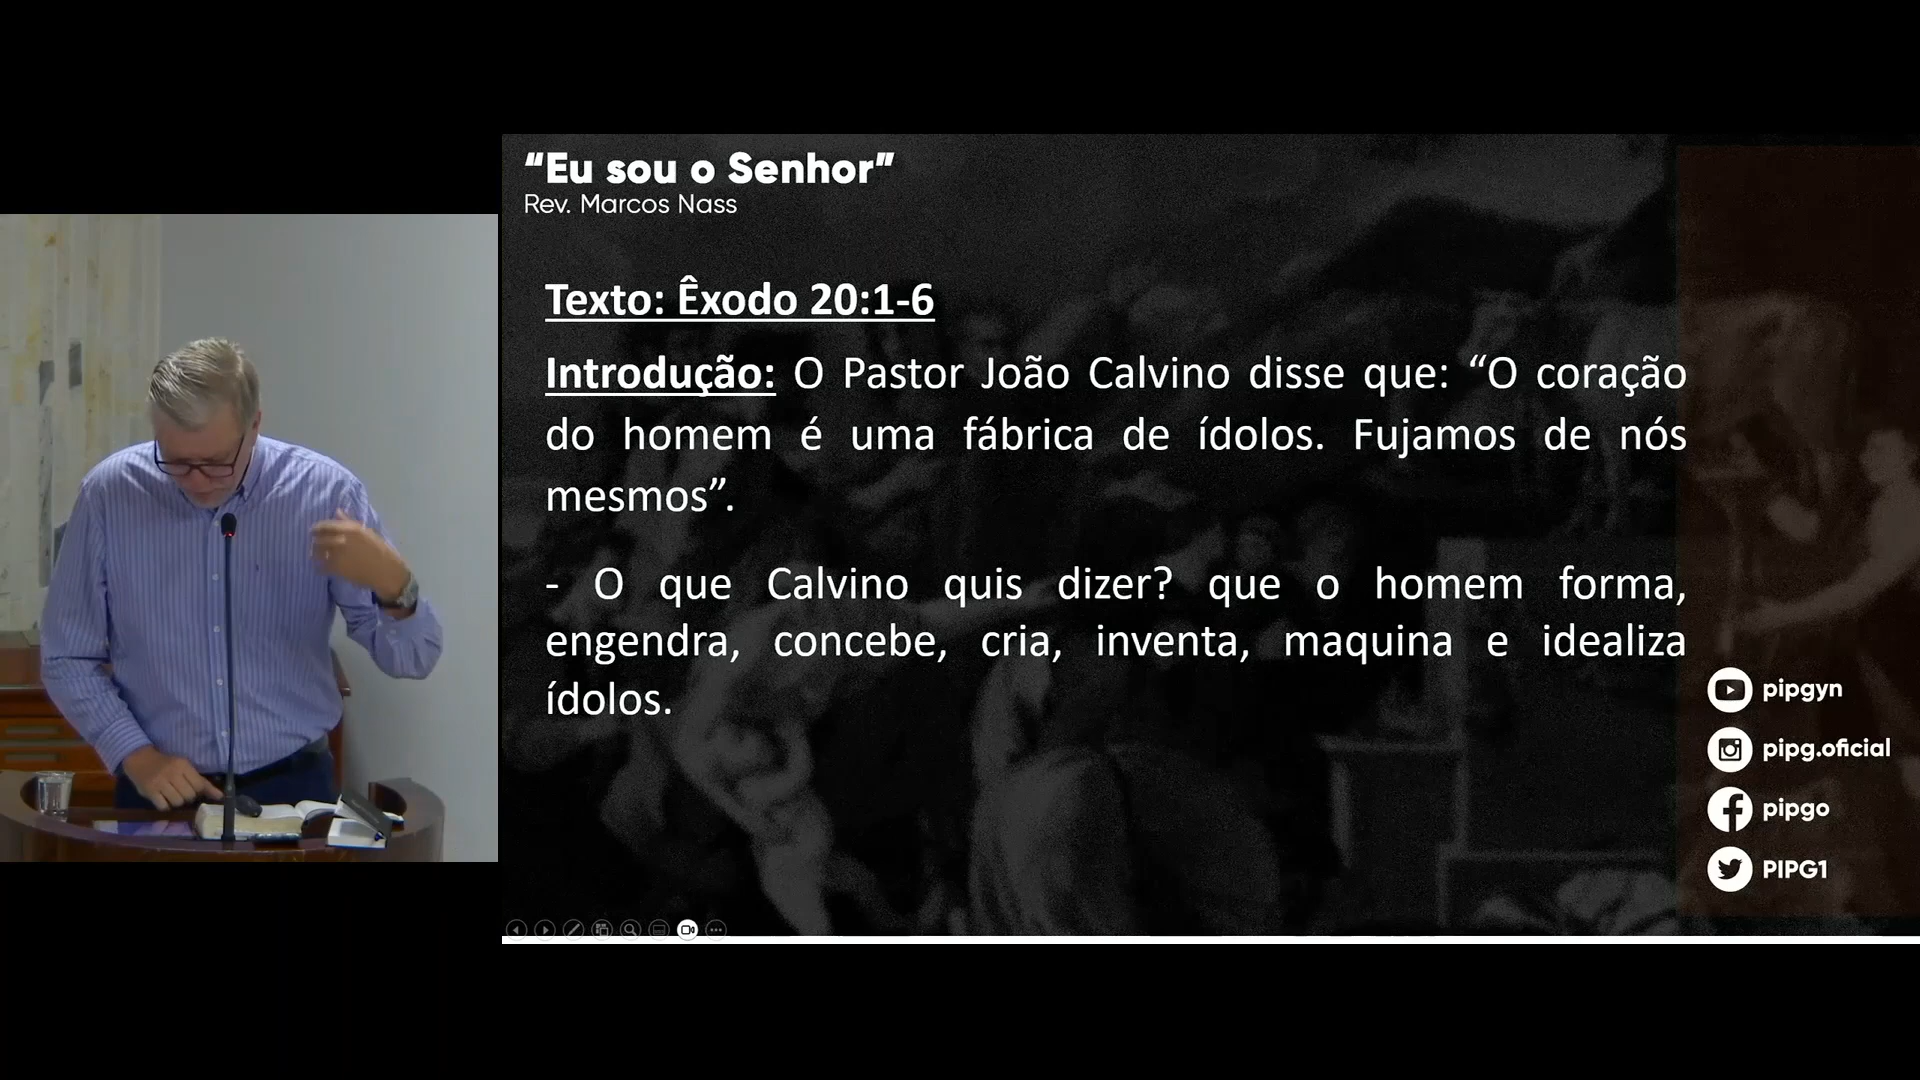 “Eu sou o Senhor”
Rev. Marcos Nass
Texto: Êxodo 20:1-6
Introdução: O Pastor João Calvino disse que: “O coração
do homem é uma fábrica de ídolos. Fujamos de nós
mesmos”.
- O que Calvino quis dizer? que o homem forma,
engendra, concebe, cria, inventa, maquina e idealiza
ídolos.
pipgyn
pipg.oficial
pipgo
PIPG1